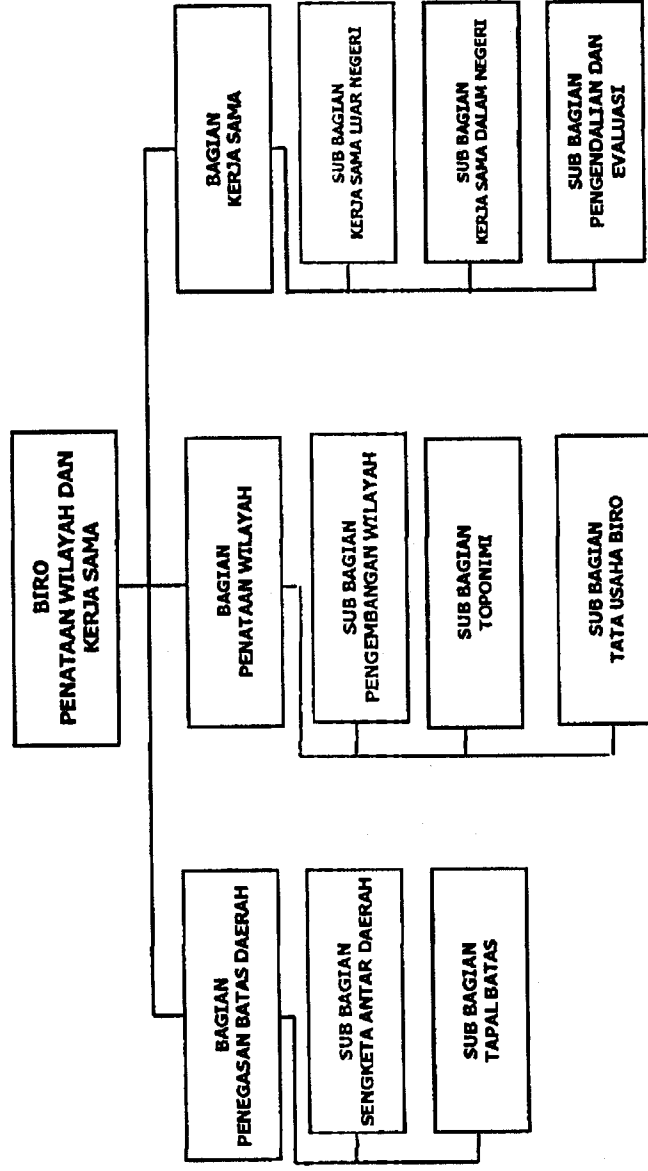 BIRO
PENATAAN WILAYAH DAN
KERJA SAMA
BAGIAN
PENEGASAN BATAS DAERAH
SUB BAGIAN
SENGKETA ANTAR DAERAH
SUB BAGIAN
TAPAL BATAS
BAGIAN
PENATAAN WILAYAH
SUB BAGIAN
PENGEMBANGAN WILAYAH
SUB BAGIAN
TOPONIMI
SUB BAGIAN
TATA USAHA BIRO
BAGIAN
KERJA SAMA
SUB BAGIAN
KERJA SAMA LUAR NEGERI
SUB BAGIAN
KERJA SAMA DALAM NEGERI
SUB BAGIAN
PENGENDALIAN DAN
EVALUASI